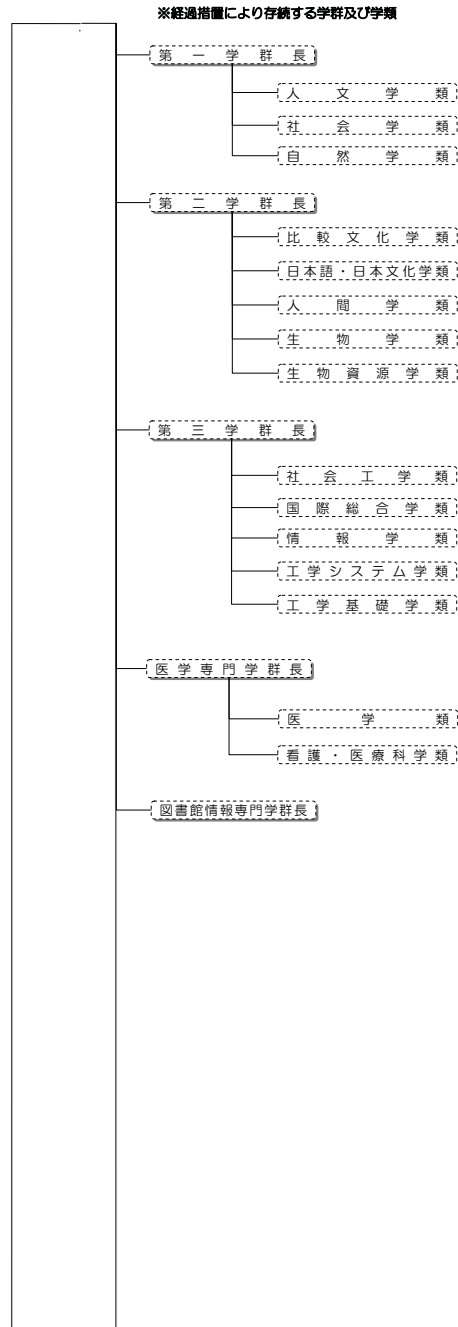 ※経過措置により存続する学群及び学類
第一学群長
人文学類
社会学類
自然学類
第二学群長
比較文化学類
日本語・日本文化学類
人間学類
生物学類
生物資源学類
第三学群長
社会工学類
国際総合学類
情報学類
工学システム学類
工学基礎学類
医学専門学群長
医学類
看護・医療科学類
図書館情報専門学群長